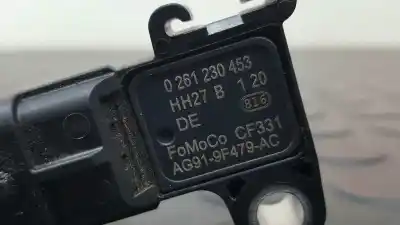 0 261 230 453
HH27 B 1 20
DE 816
FoMoCo CF331
AG91-9F479-AC